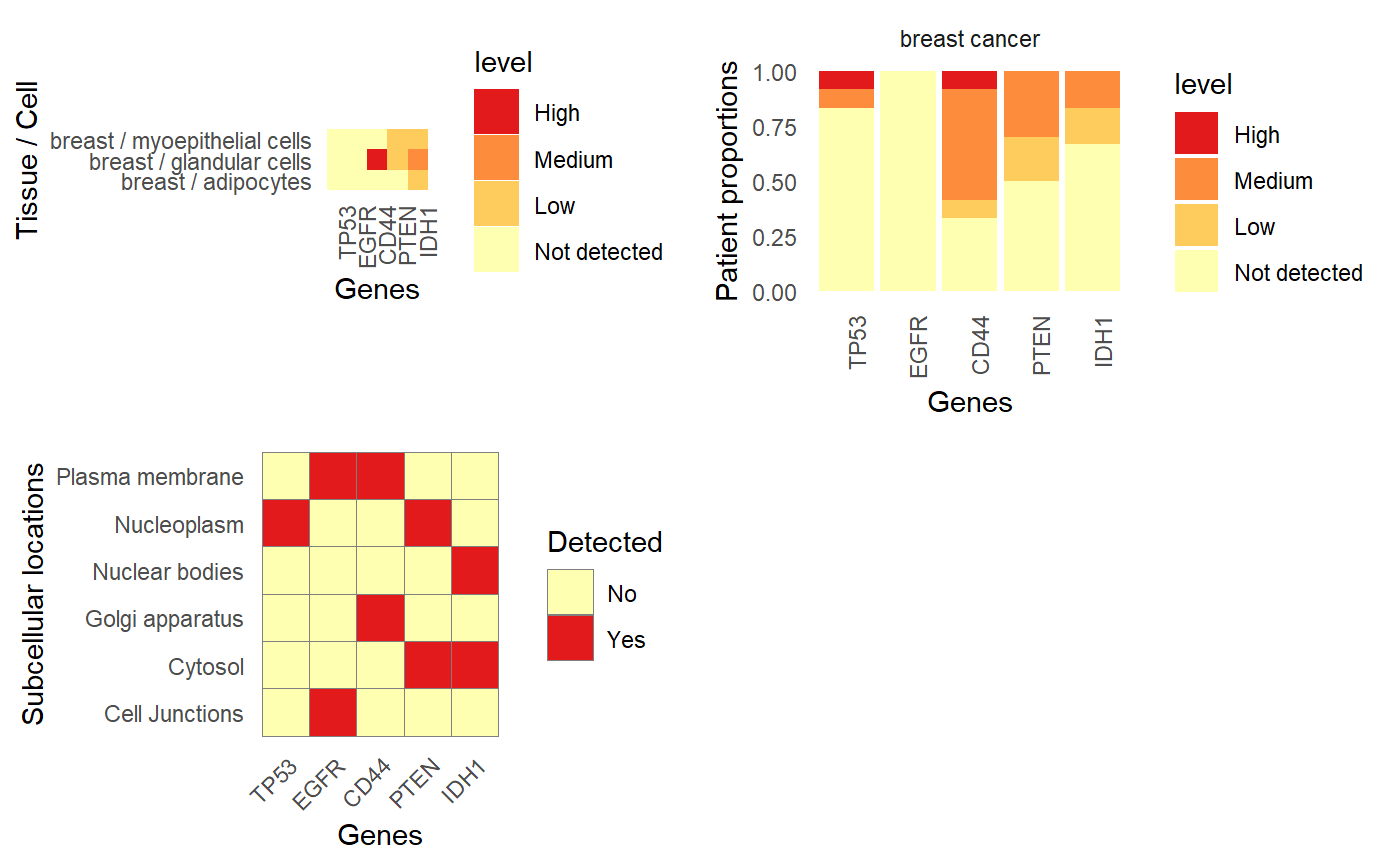 Tissue / Cell
breast / myoepithelial cells
breast / glandular cells
breast / adipocytes
TP53
EGFR
CD44
PTEN
IDH1
Genes
level
High
Medium
Low
Not detected
breast cancer
Patient proportions
1.00
0.75
0.50
0.25
0.00
TP53
EGFR
CD44
PTEN
IDH1
Genes
level
High
Medium
Low
Not detected
Subcellular locations
Plasma membrane
Nucleoplasm
Nuclear bodies
Golgi apparatus
Cytosol
Cell Junctions
TP53
EGFR
CD44
PTEN
IDH1
Genes
Detected
No
Yes